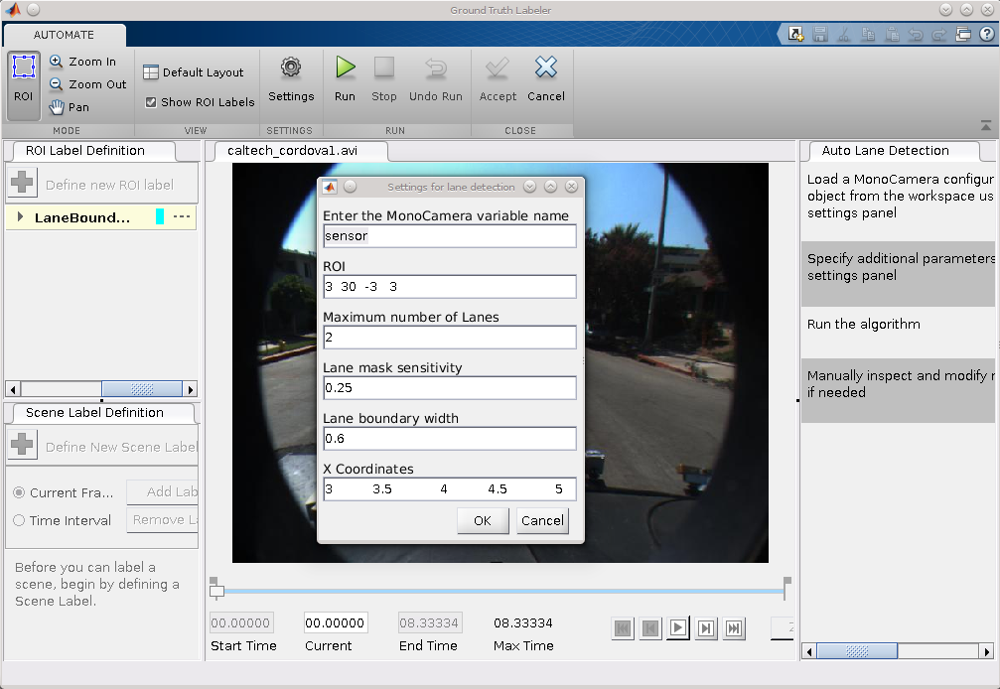 Ground Truth Labeler
AUTOMATE
ROI
Zoom In
Zoom Out
Pan
MODE
Default Layout
Show ROI Labels
VIEW
Settings
SETTINGS
Run
Stop
Undo Run
RUN
Accept
Cancel
CLOSE
ROI Label Definition
Define new ROI label
LaneBound...
Scene Label Definition
Define New Scene Label
Current Fra...
Add Lab
Time Interval
Remove La
Before you can label a
scene, begin by defining a
Scene Label.
caltech_cordova1.avi
Settings for lane detection
Enter the MonoCamera variable name
sensor
ROI
3 30 -3 3
Maximum number of Lanes
2
Lane mask sensitivity
0.25
Lane boundary width
0.6
X Coordinates
3 3.5 4 4.5 5
OK
Cancel
00.00000
00.00000
08.33334
08.33334
Start Time
Current
End Time
Max Time
Auto Lane Detection
Load a MonoCamera configur
object from the workspace us
settings panel
Specify additional parameters
settings panel
Run the algorithm
Manually inspect and modify r
if needed